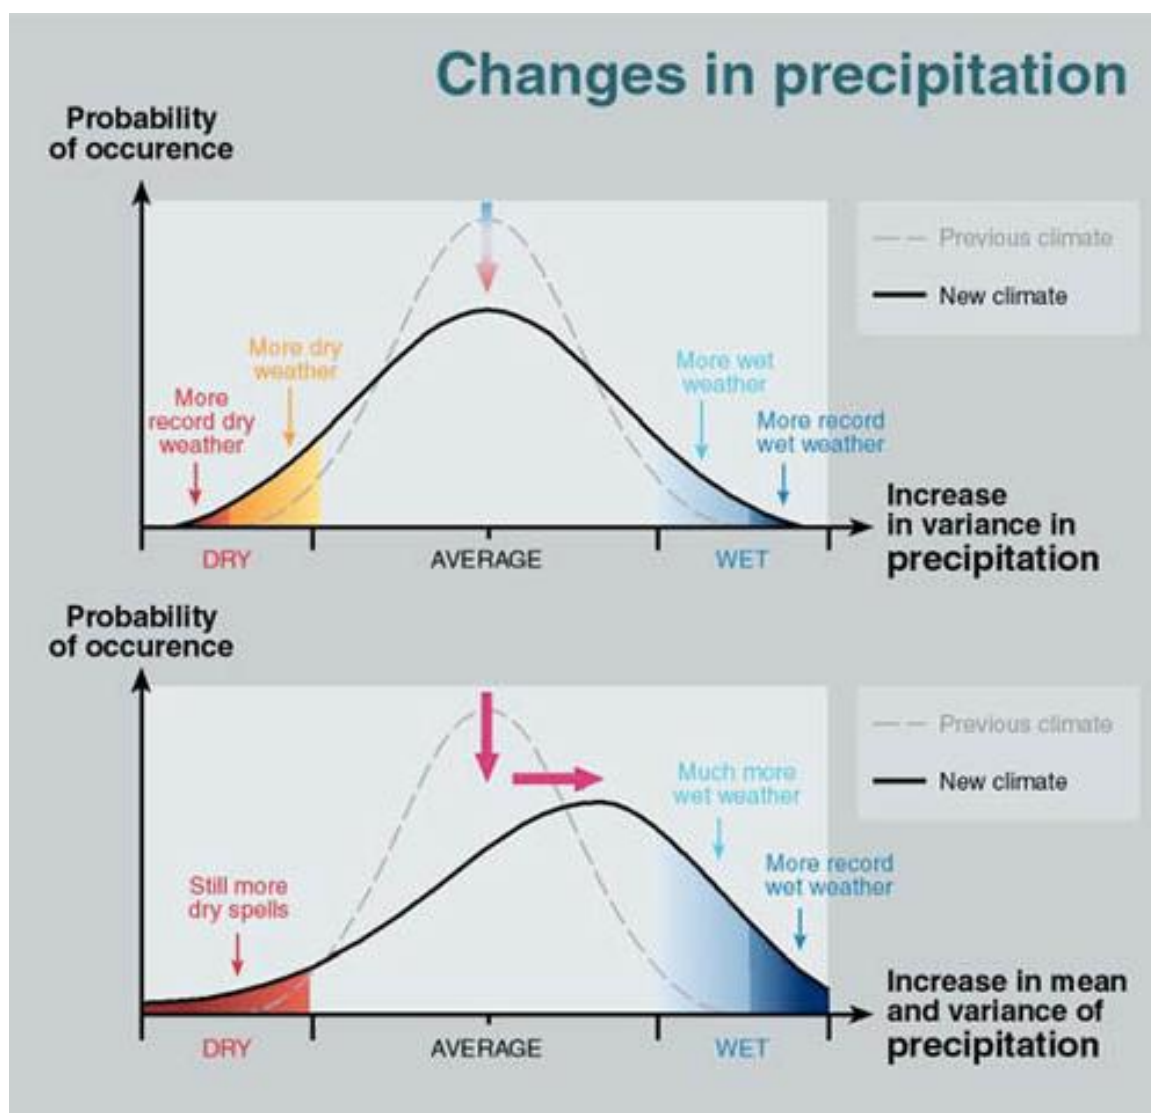 Changes in precipitation
Probability
of occurence
Previous climate
New climate
More dry
weather
More
record dry
weather
More wet
weather
More record
wet weather
Increase
in variance in
precipitation
DRY
AVERAGE
WET
Probability
of occurence
Previous climate
New climate
Much more
wet weather
More record
wet weather
Still more
dry spells
Increase in mean
and variance of
precipitation
DRY
AVERAGE
WET